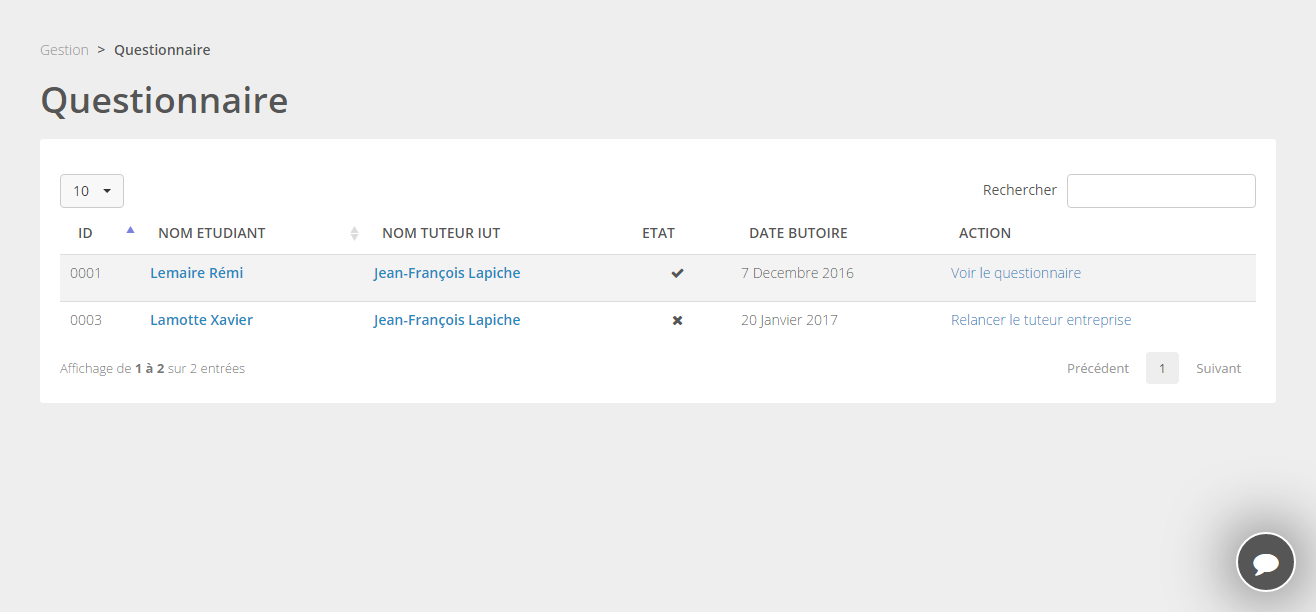 Gestion > Questionnaire
Questionnaire
10 Rechercher
ID NOM ETUDIANT NOM TUTEUR IUT ETAT DATE BUTOIRE ACTION
0001 Lemaire Rémi Jean-François Lapiche ✔ 7 Decembre 2016 Voir le questionnaire
0003 Lamotte Xavier Jean-François Lapiche ✖ 20 Janvier 2017 Relancer le tuteur entreprise
Affichage de 1 à 2 sur 2 entrées Précédent 1 Suivant